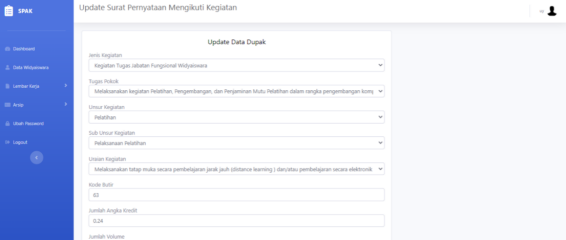 SPAK
Update Surat Pernyataan Mengikuti Kegiatan
Dashboard
Data Widyaiswara
Lembar Kerja
Arsip
Ubah Password
Logout
Update Data Dupak
Jenis Kegiatan
Kegiatan Tugas Jabatan Fungsional Widyaiswara
Tugas Pokok
Melaksanakan kegiatan Pelatihan, Pengembangan, dan Penjaminan Mutu Pelatihan dalam rangka pengembangan komp
Unsur Kegiatan
Pelatihan
Sub Unsur Kegiatan
Pelaksanaan Pelatihan
Uraian Kegiatan
Melaksanakan tatap muka secara pembelajaran jarak jauh (distance learning ) dan/atau pembelajaran secara elektronik
Kode Butir
63
Jumlah Angka Kredit
0.24
Jumlah Volume